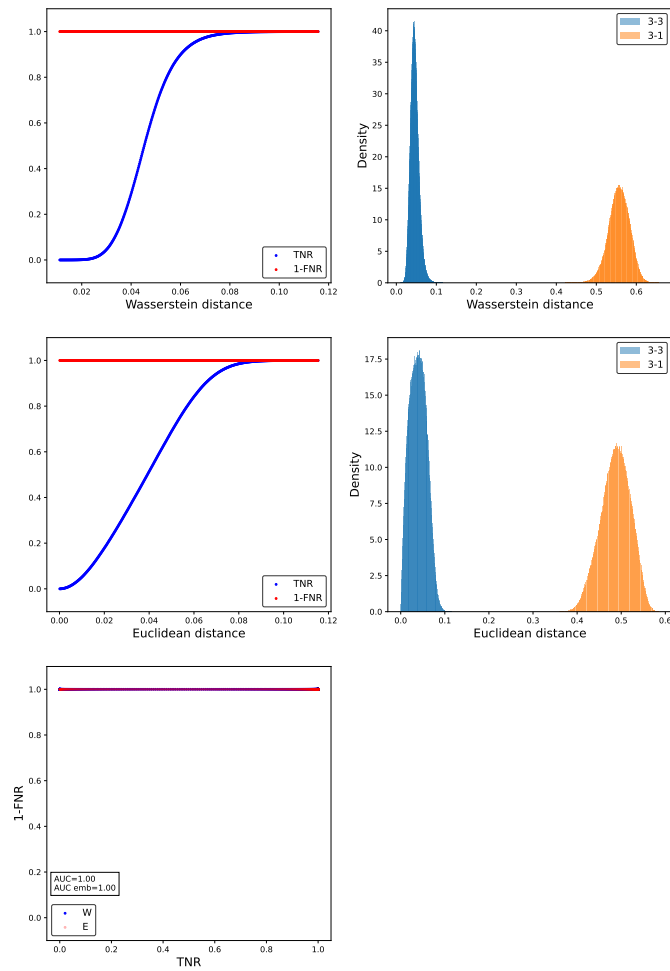 1.0
0.8
0.6
0.4
0.2
0.0
0.02 0.04 0.06 0.08 0.10 0.12
Wasserstein distance
TNR
1-FNR
40
35
30
25
20
15
10
5
0
Density
0.0 0.1 0.2 0.3 0.4 0.5 0.6
Wasserstein distance
3-3
3-1
1.0
0.8
0.6
0.4
0.2
0.0
0.00 0.02 0.04 0.06 0.08 0.10 0.12
Euclidean distance
TNR
1-FNR
17.5
15.0
12.5
10.0
7.5
5.0
2.5
0.0
Density
0.0 0.1 0.2 0.3 0.4 0.5 0.6
Euclidean distance
3-3
3-1
1.0
0.8
0.6
0.4
0.2
0.0
1-FNR
AUC=1.00
AUC emb=1.00
W
E
0.0 0.2 0.4 0.6 0.8 1.0
TNR